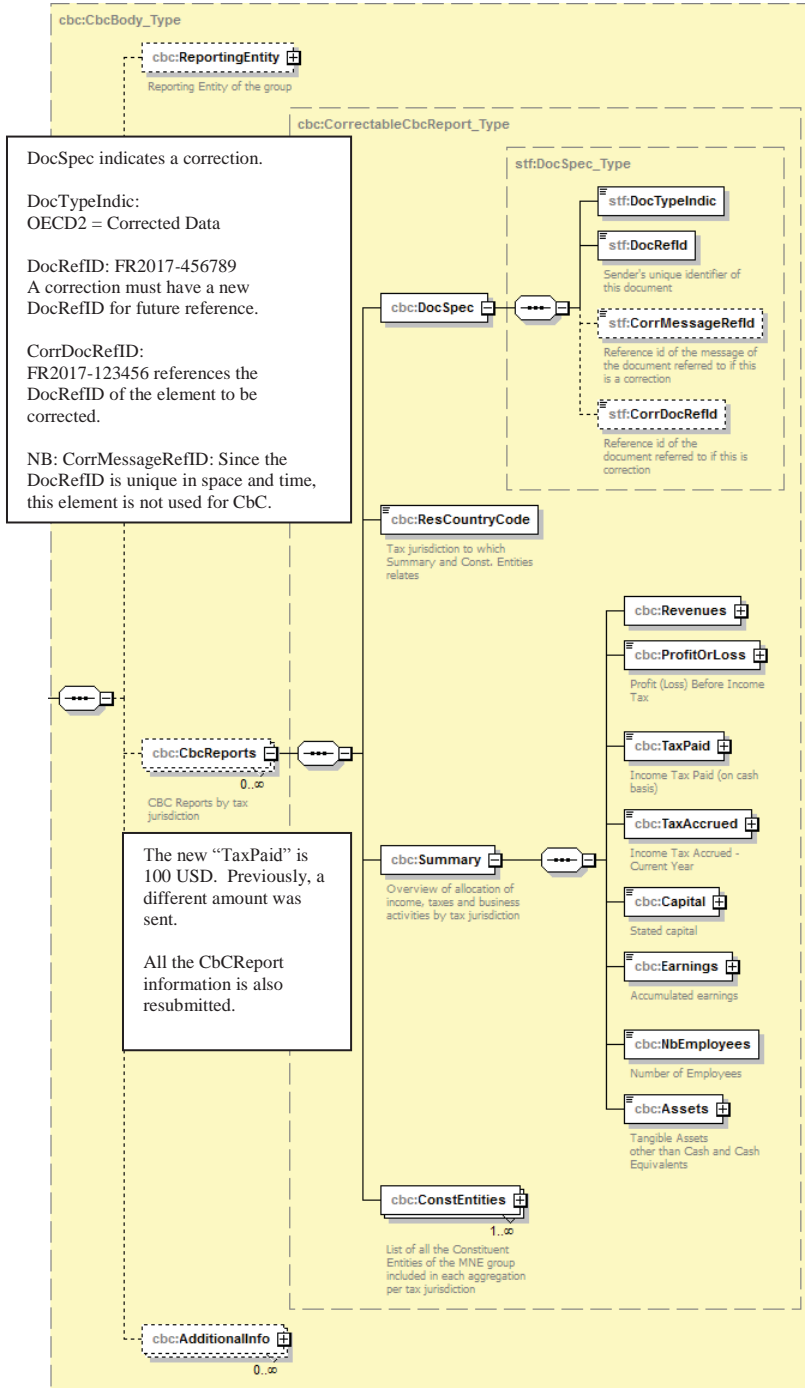 cbc:CbcBody_Type
cbc:ReportingEntity
Reporting Entity of the group
cbc:CorrectableCbcReport_Type
DocSpec indicates a correction.
DocTypeIndic:
OECD2 = Corrected Data
DocRefID: FR2017-456789
A correction must have a new
DocRefID for future reference.
CorrDocRefID:
FR2017-123456 references the
DocRefID of the element to be
corrected.
NB: CorrMessageRefID: Since the
DocRefID is unique in space and time,
this element is not used for CbC.
stf:DocSpec_Type
stf:DocTypeIndic
stf:DocRefId
Sender's unique identifier of
this document
cbc:DocSpec
stf:CorrMessageRefId
Reference id of the message of
the document referred to if this
is a correction
stf:CorrDocRefId
Reference id of the
document referred to if this is
correction
cbc:ResCountryCode
Tax jurisdiction to which
Summary and Const. Entities
relates
cbc:Revenues
cbc:ProfitOrLoss
Profit (Loss) Before Income
Tax
cbc:CbcReports
0..∞
CBC Reports by tax
jurisdiction
cbc:TaxPaid
Income Tax Paid (on cash
basis)
cbc:TaxAccrued
Income Tax Accrued -
Current Year
The new “TaxPaid” is
100 USD. Previously, a
different amount was
sent.
All the CbCReport
information is also
resubmitted.
cbc:Summary
Overview of allocation of
income, taxes and business
activities by tax jurisdiction
cbc:Capital
Stated capital
cbc:Earnings
Accumulated earnings
cbc:NbEmployees
Number of Employees
cbc:Assets
Tangible Assets
other than Cash and Cash
Equivalents
cbc:ConstEntities
1..∞
List of all the Constituent
Entities of the MNE group
included in each aggregation
per tax jurisdiction
cbc:AdditionalInfo
0..∞